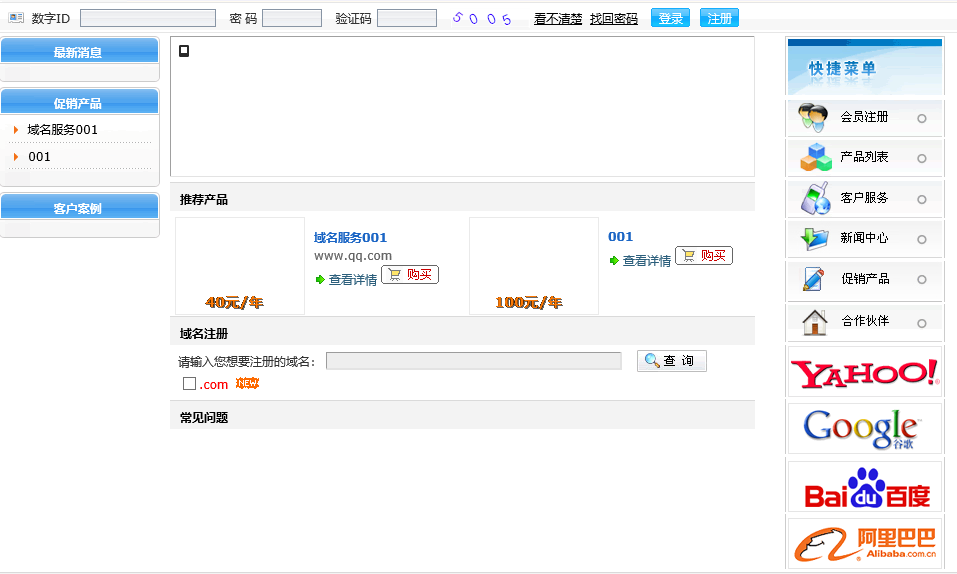 数字ID 密 码 验证码 5005 看不清楚 找回密码 登录 注册
最新消息
促销产品
域名服务001
001
客户案例
推荐产品
域名服务001
www.qq.com
查看详情 购买
40元/年
001
查看详情 购买
100元/年
域名注册
请输入您想要注册的域名： 查 询
.com NEW
常见问题
快捷菜单
会员注册
产品列表
客户服务
新闻中心
促销产品
合作伙伴
YAHOO!
Google
谷歌
Bai du 百度
阿里巴巴
Alibaba.com.cn